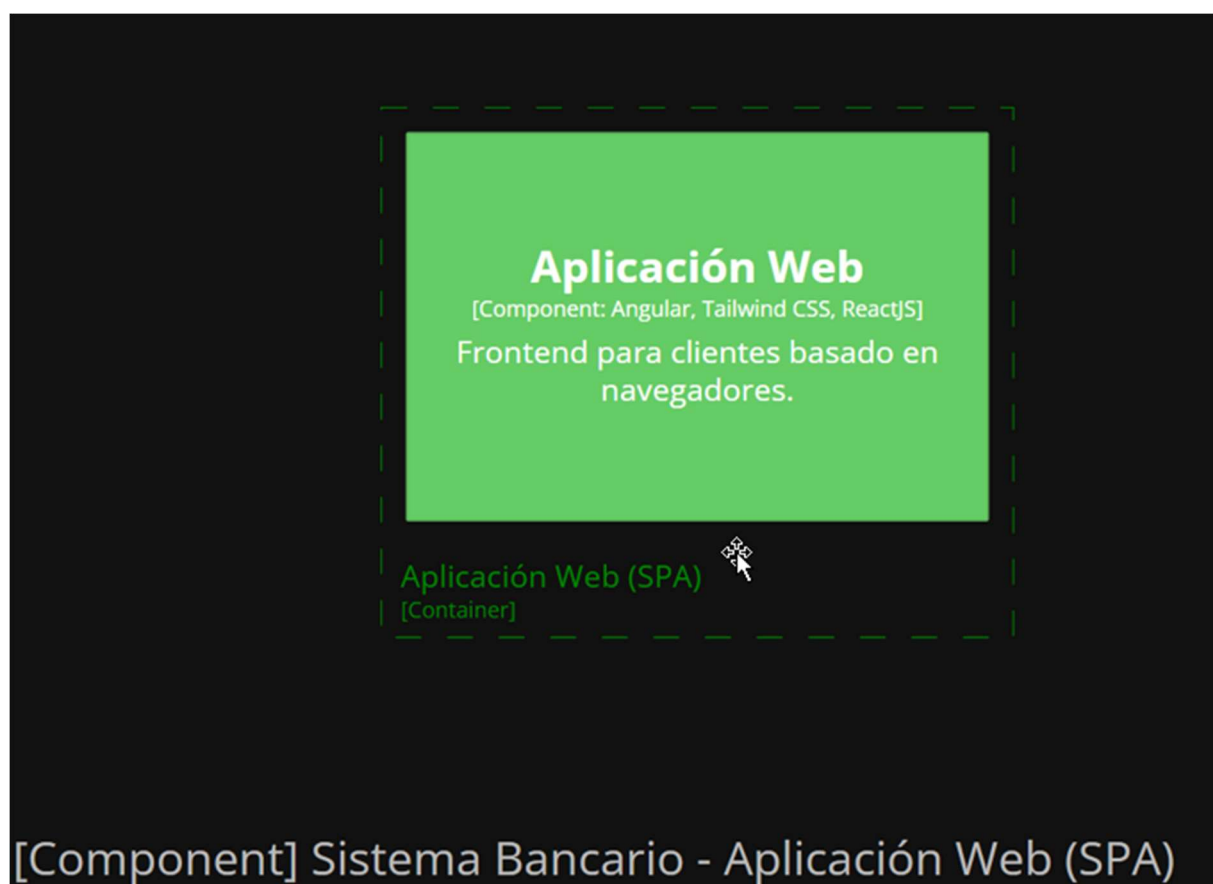 Aplicación Web
[Component: Angular, Tailwind CSS, ReactJS]
Frontend para clientes basado en
navegadores.
Aplicación Web (SPA)
[Container]
[Component] Sistema Bancario - Aplicación Web (SPA)